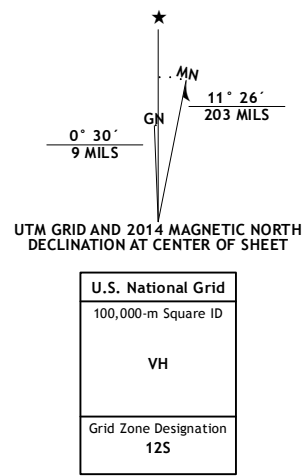 ★
MN
GN
11° 26´
203 MILS
0° 30´
9 MILS
UTM GRID AND 2014 MAGNETIC NORTH
DECLINATION AT CENTER OF SHEET
U.S. National Grid
100,000-m Square ID
VH
Grid Zone Designation
12S